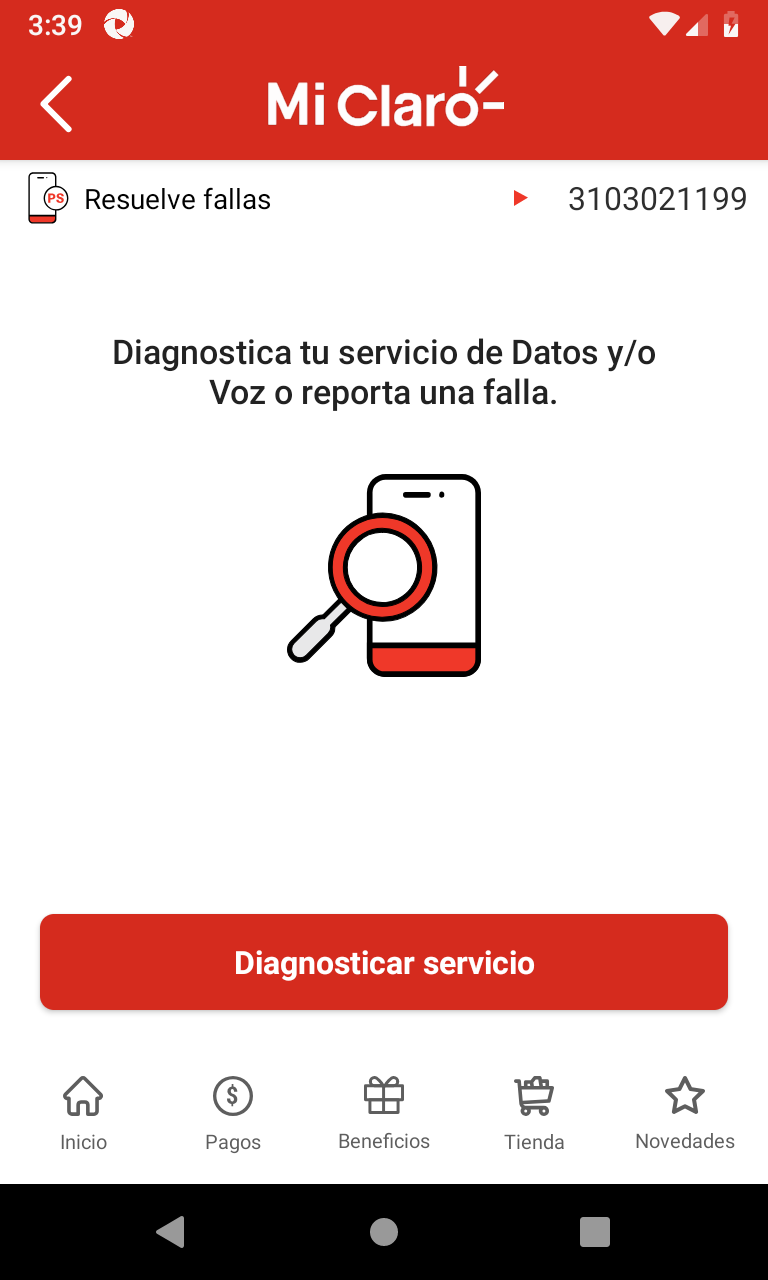 3:39
Mi Claro
PS
Resuelve fallas
3103021199
Diagnostica tu servicio de Datos y/o
Voz o reporta una falla.
Diagnosticar servicio
Inicio
Pagos
Beneficios
Tienda
Novedades